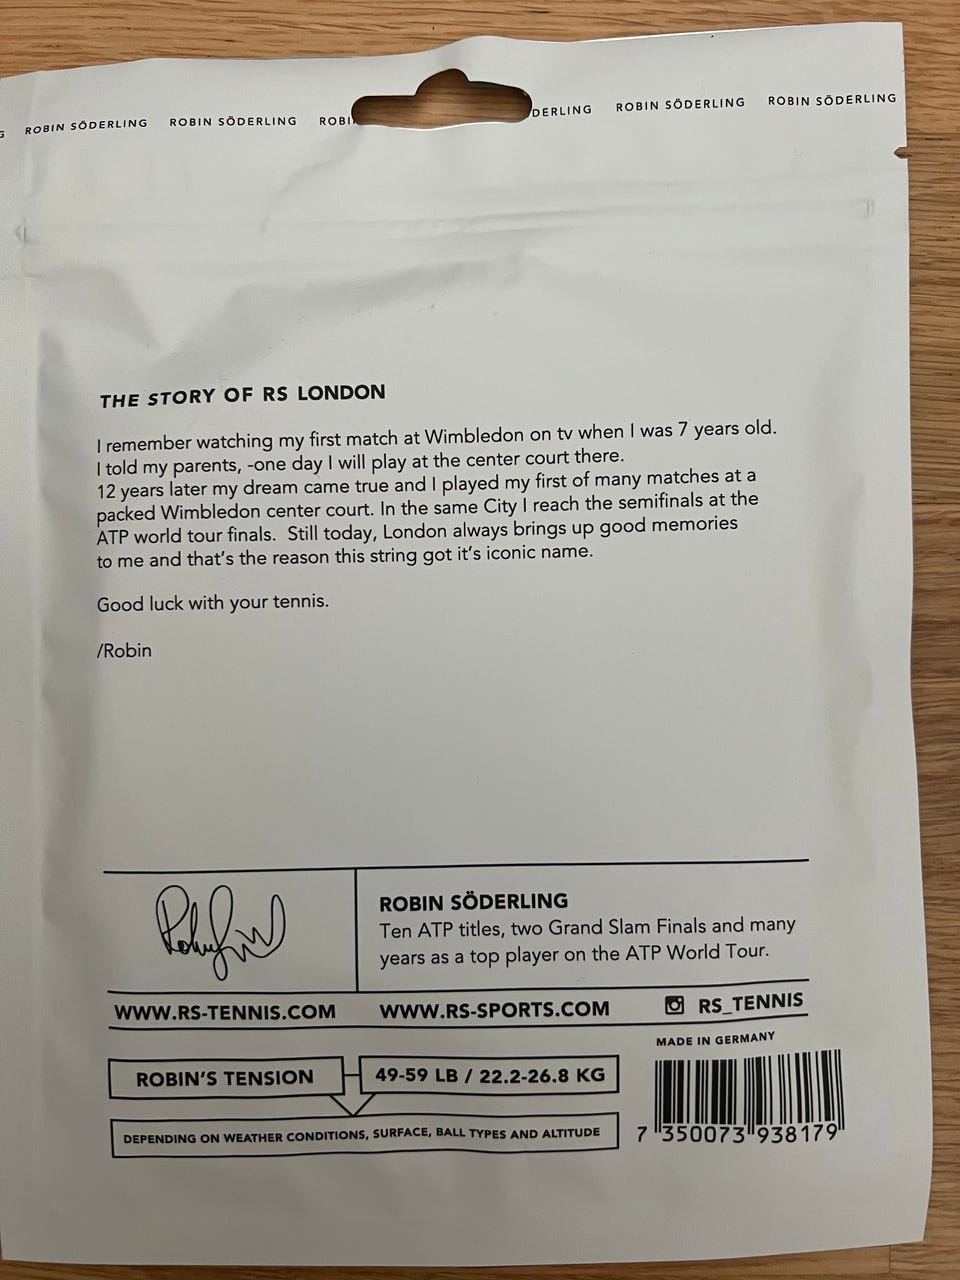 ROBIN SÖDERLING ROBIN SÖDERLING ROBIN SÖDERLING ROBIN SÖDERLING
THE STORY OF RS LONDON
I remember watching my first match at Wimbledon on tv when I was 7 years old.
I told my parents, -one day I will play at the center court there.
12 years later my dream came true and I played my first of many matches at a
packed Wimbledon center court. In the same City I reach the semifinals at the
ATP world tour finals. Still today, London always brings up good memories
to me and that's the reason this string got it's iconic name.
Good luck with your tennis.
/Robin
ROBIN SÖDERLING
Ten ATP titles, two Grand Slam Finals and many
years as a top player on the ATP World Tour.
WWW.RS-TENNIS.COM WWW.RS-SPORTS.COM RS_TENNIS
MADE IN GERMANY
ROBIN'S TENSION 49-59 LB / 22.2-26.8 KG
DEPENDING ON WEATHER CONDITIONS, SURFACE, BALL TYPES AND ALTITUDE
7 350073 938179